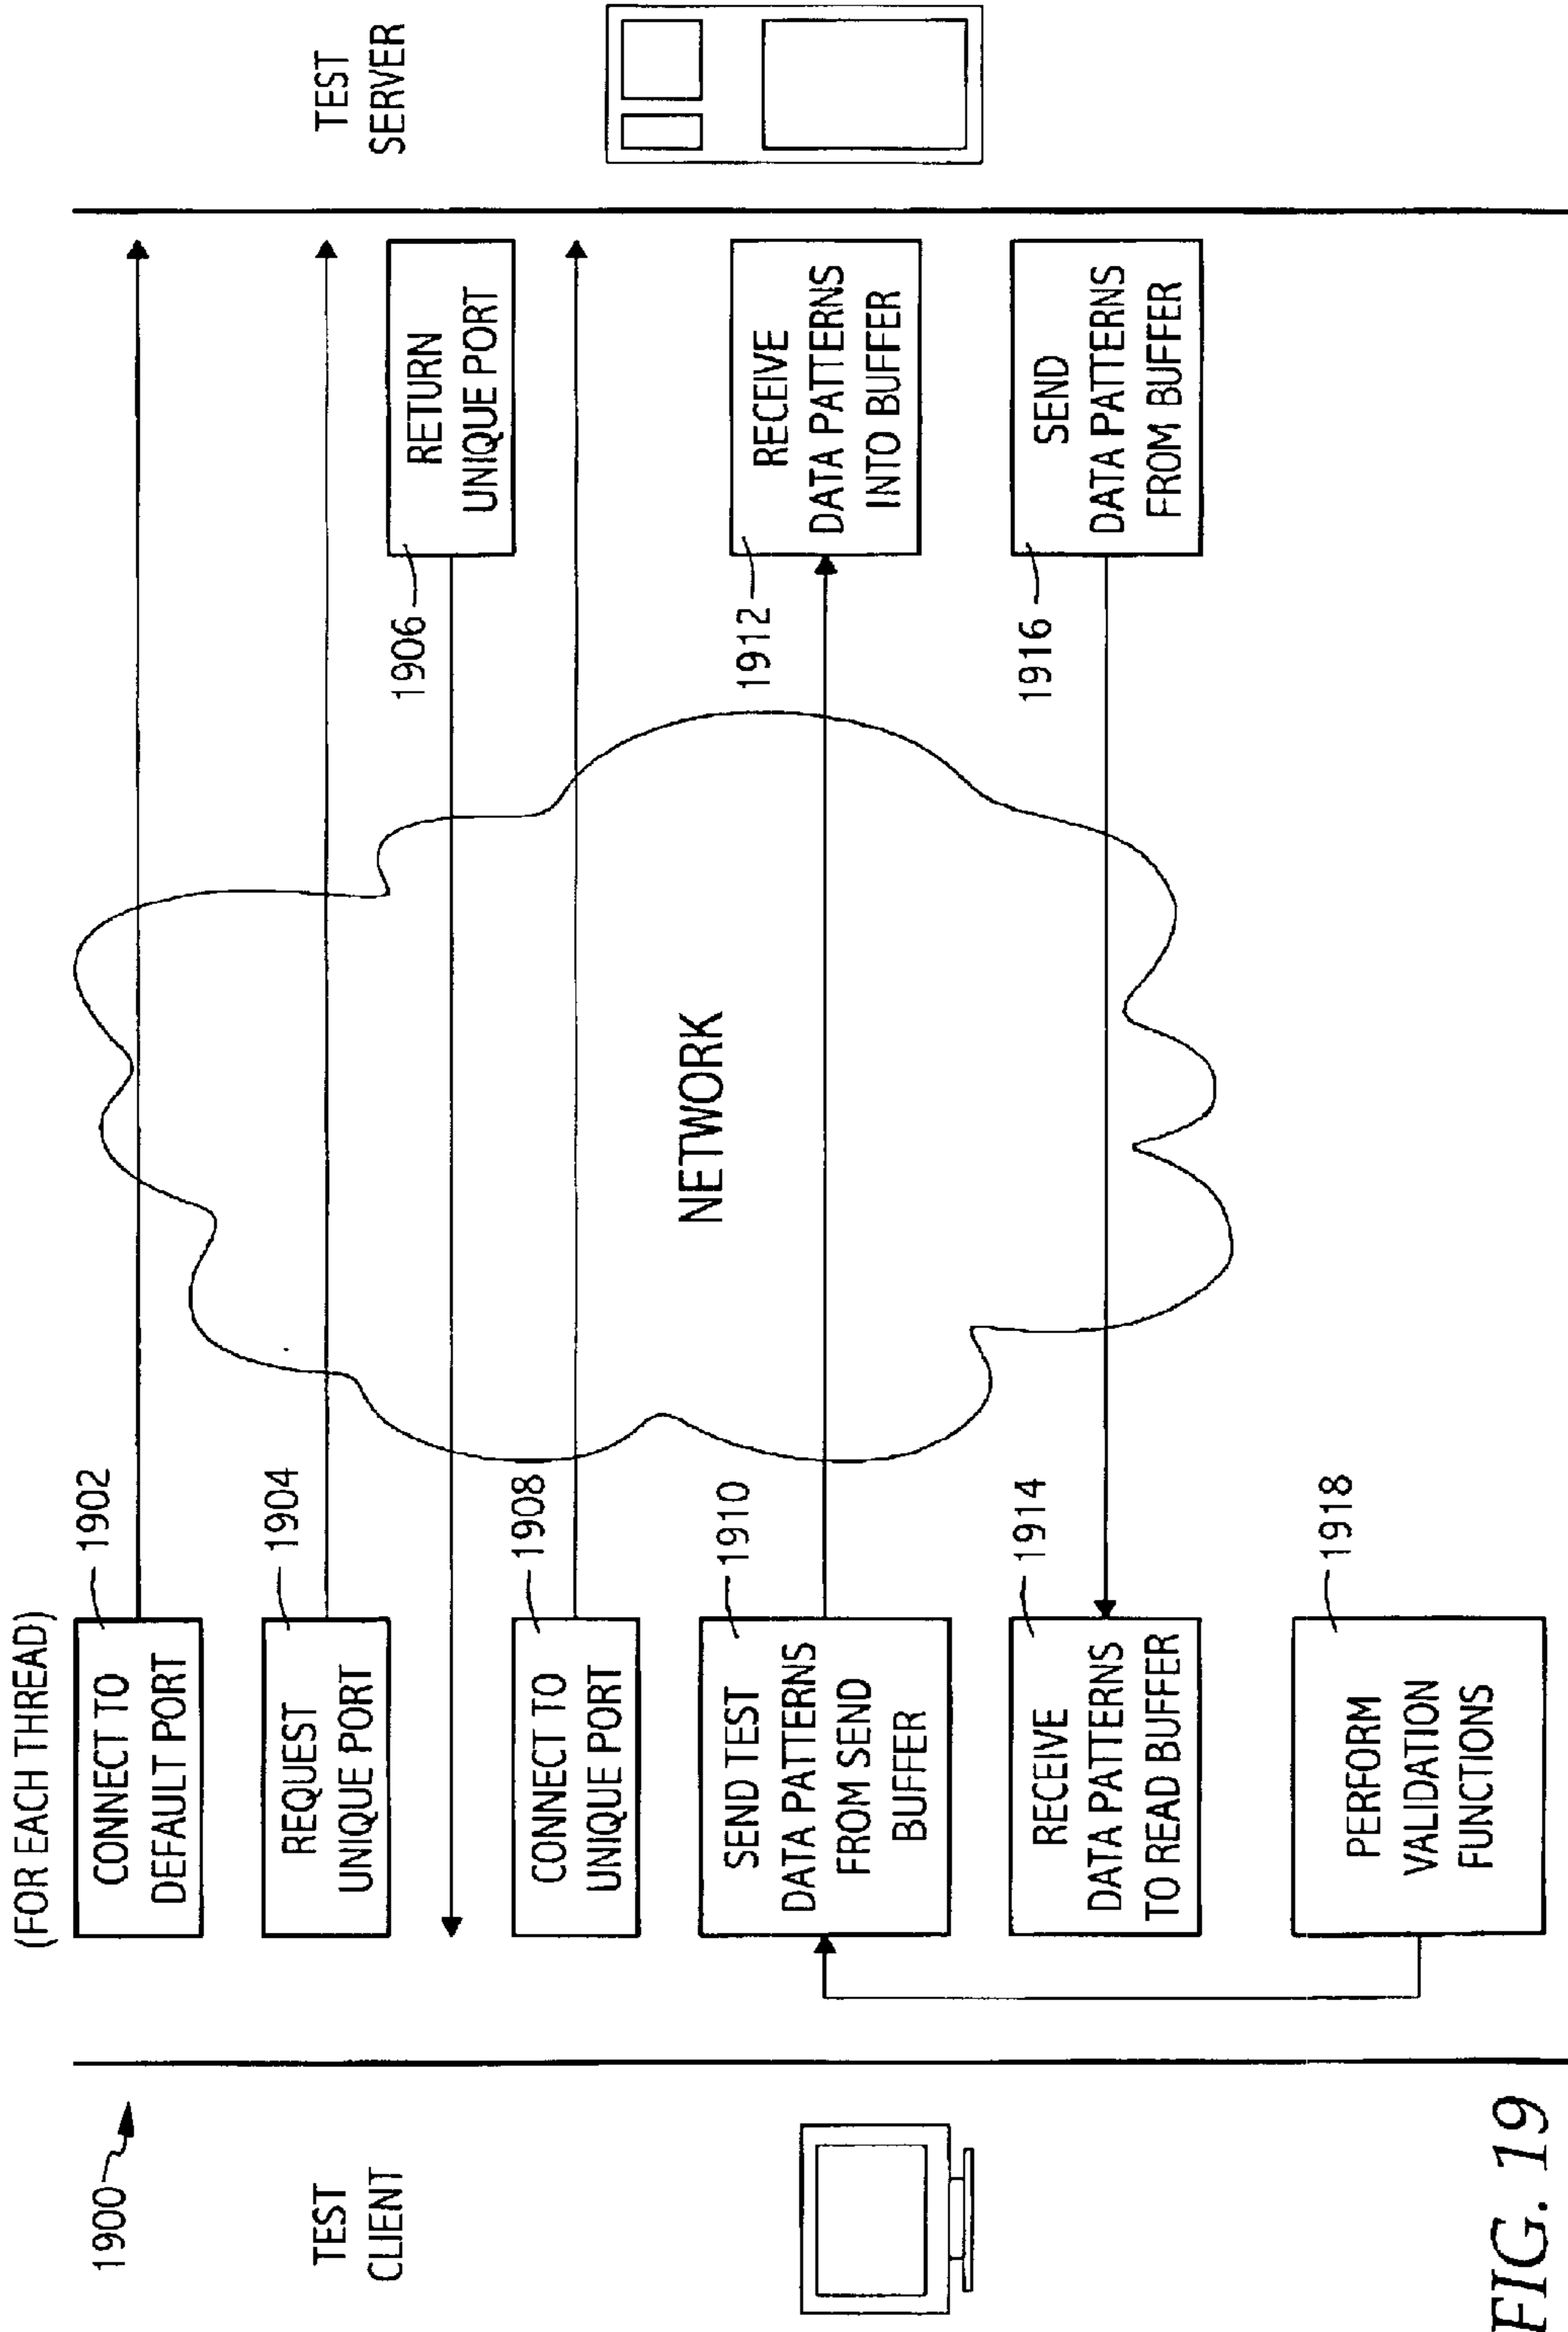 1900
(FOR EACH THREAD)
TEST
CLIENT
TEST
SERVER
CONNECT TO
DEFAULT PORT
1902
REQUEST
UNIQUE PORT
1904
RETURN
UNIQUE PORT
1906
CONNECT TO
UNIQUE PORT
1908
NETWORK
SEND TEST
DATA PATTERNS
FROM SEND
BUFFER
1910
1912
RECEIVE
DATA PATTERNS
INTO BUFFER
RECEIVE
DATA PATTERNS
TO READ BUFFER
1914
1916
SEND
DATA PATTERNS
FROM BUFFER
PERFORM
VALIDATION
FUNCTIONS
1918
FIG. 19